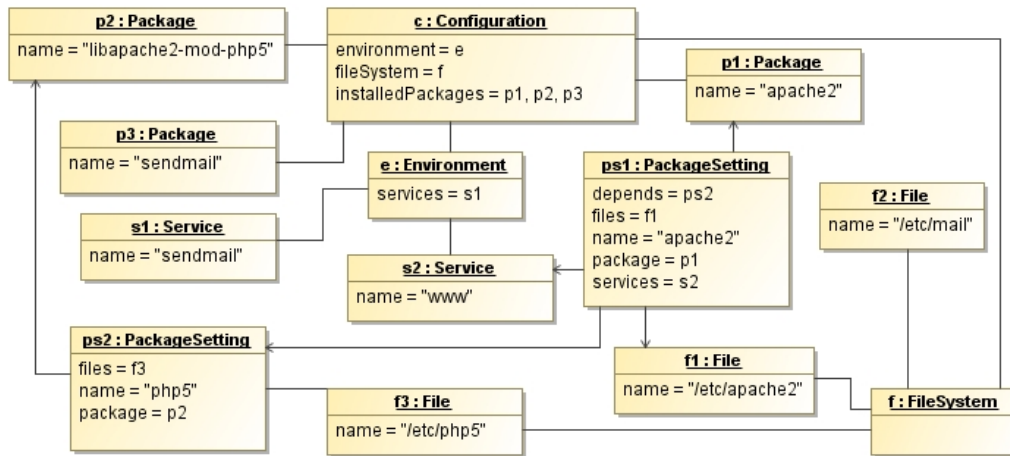 p2 : Package
name = "libapache2-mod-php5"
c : Configuration
environment = e
fileSystem = f
installedPackages = p1, p2, p3
p1 : Package
name = "apache2"
p3 : Package
name = "sendmail"
e : Environment
services = s1
ps1 : PackageSetting
depends = ps2
files = f1
name = "apache2"
package = p1
services = s2
f2 : File
name = "/etc/mail"
s1 : Service
name = "sendmail"
s2 : Service
name = "www"
ps2 : PackageSetting
files = f3
name = "php5"
package = p2
f1 : File
name = "/etc/apache2"
f3 : File
name = "/etc/php5"
f : FileSystem